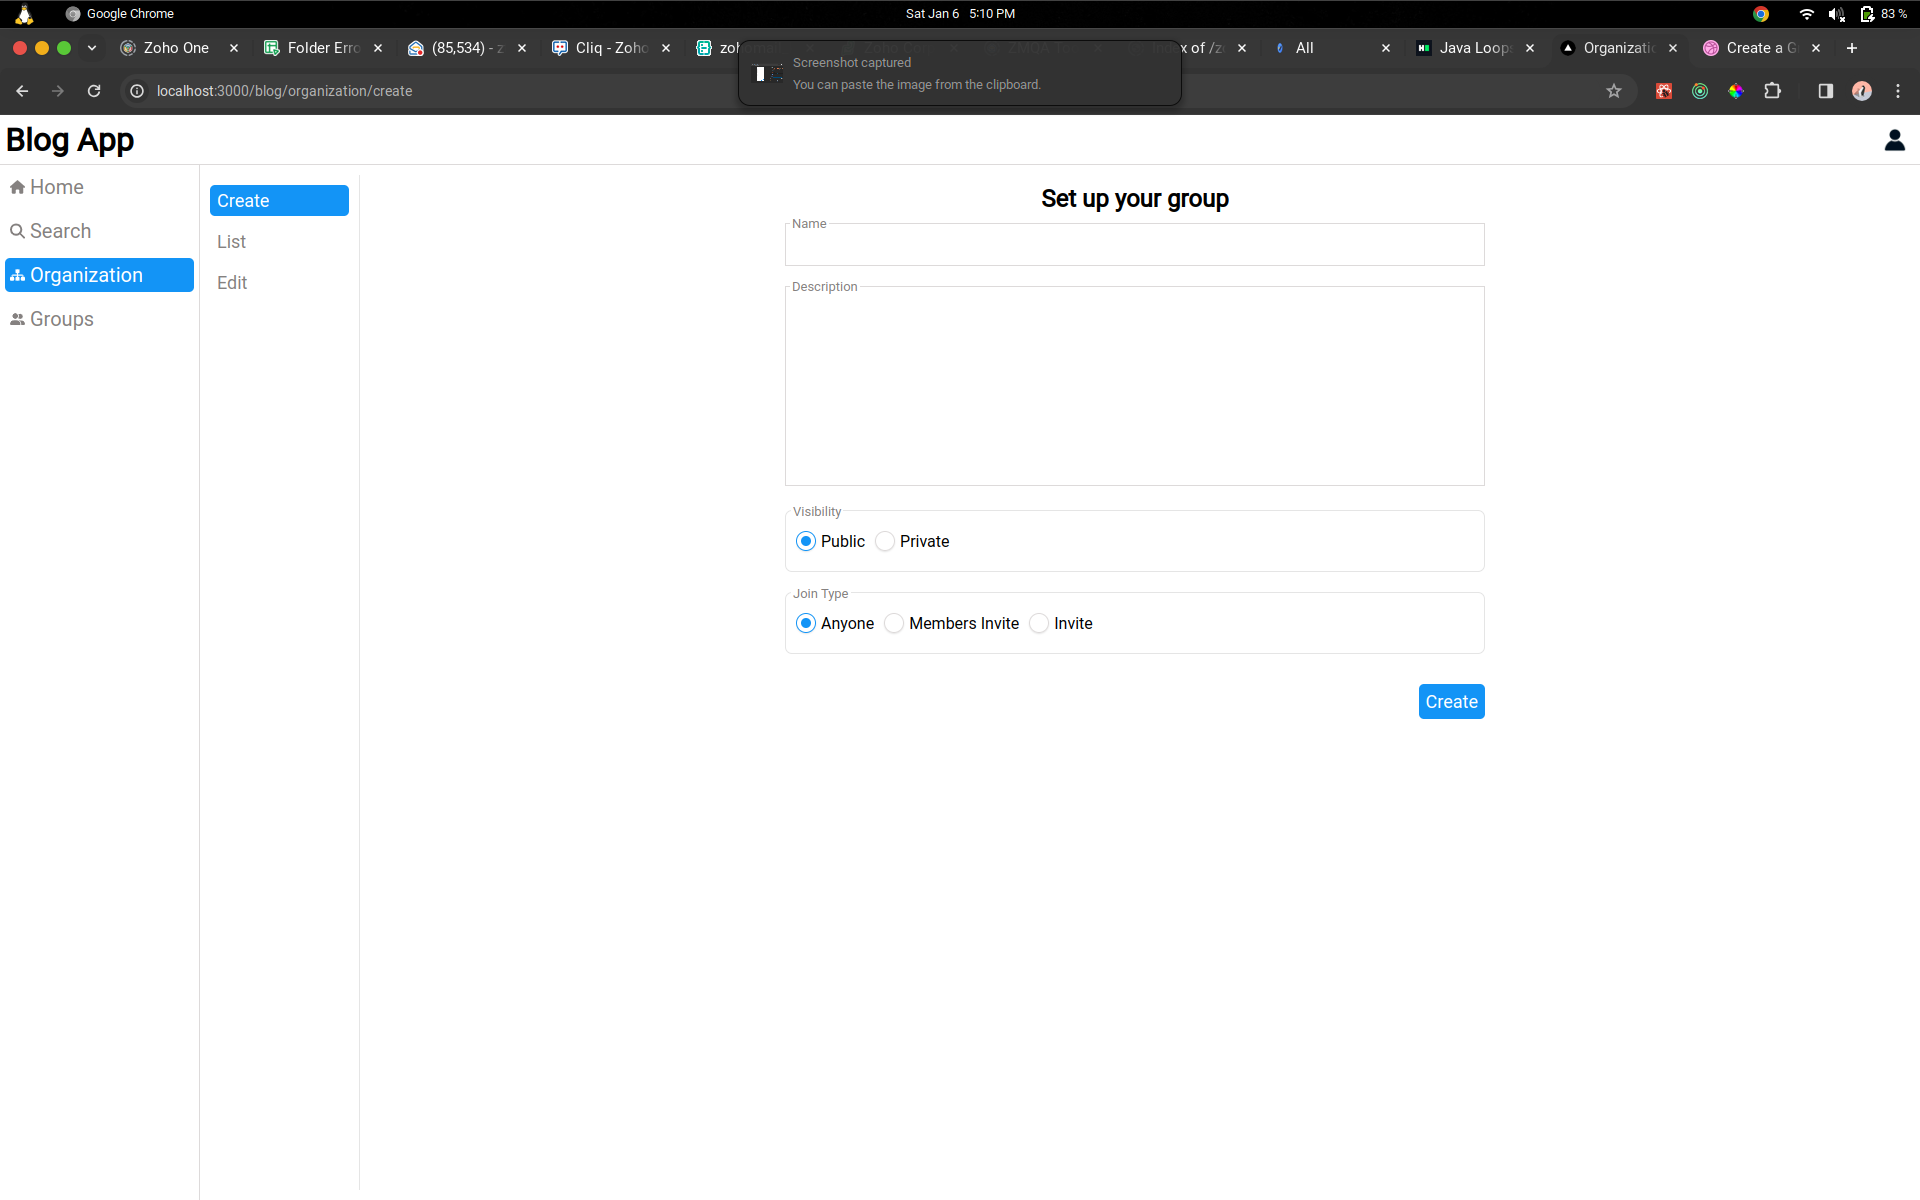 Google Chrome
Sat Jan 6 5:10 PM
83 %
Zoho One
Folder Erro
(85,534) - z
Cliq - Zoho
zoho
Index of /zo
All
Java Loop
Organizati
Create a G
Screenshot captured
You can paste the image from the clipboard.
localhost:3000/blog/organization/create
Blog App
Home
Search
Organization
Groups
Create
List
Edit
Set up your group
Name
Description
Visibility
Public
Private
Join Type
Anyone
Members Invite
Invite
Create